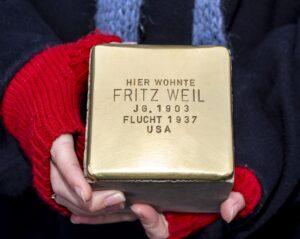 HIER WOHNTE
FRITZ WEIL
JG. 1903
FLUCHT 1937
USA